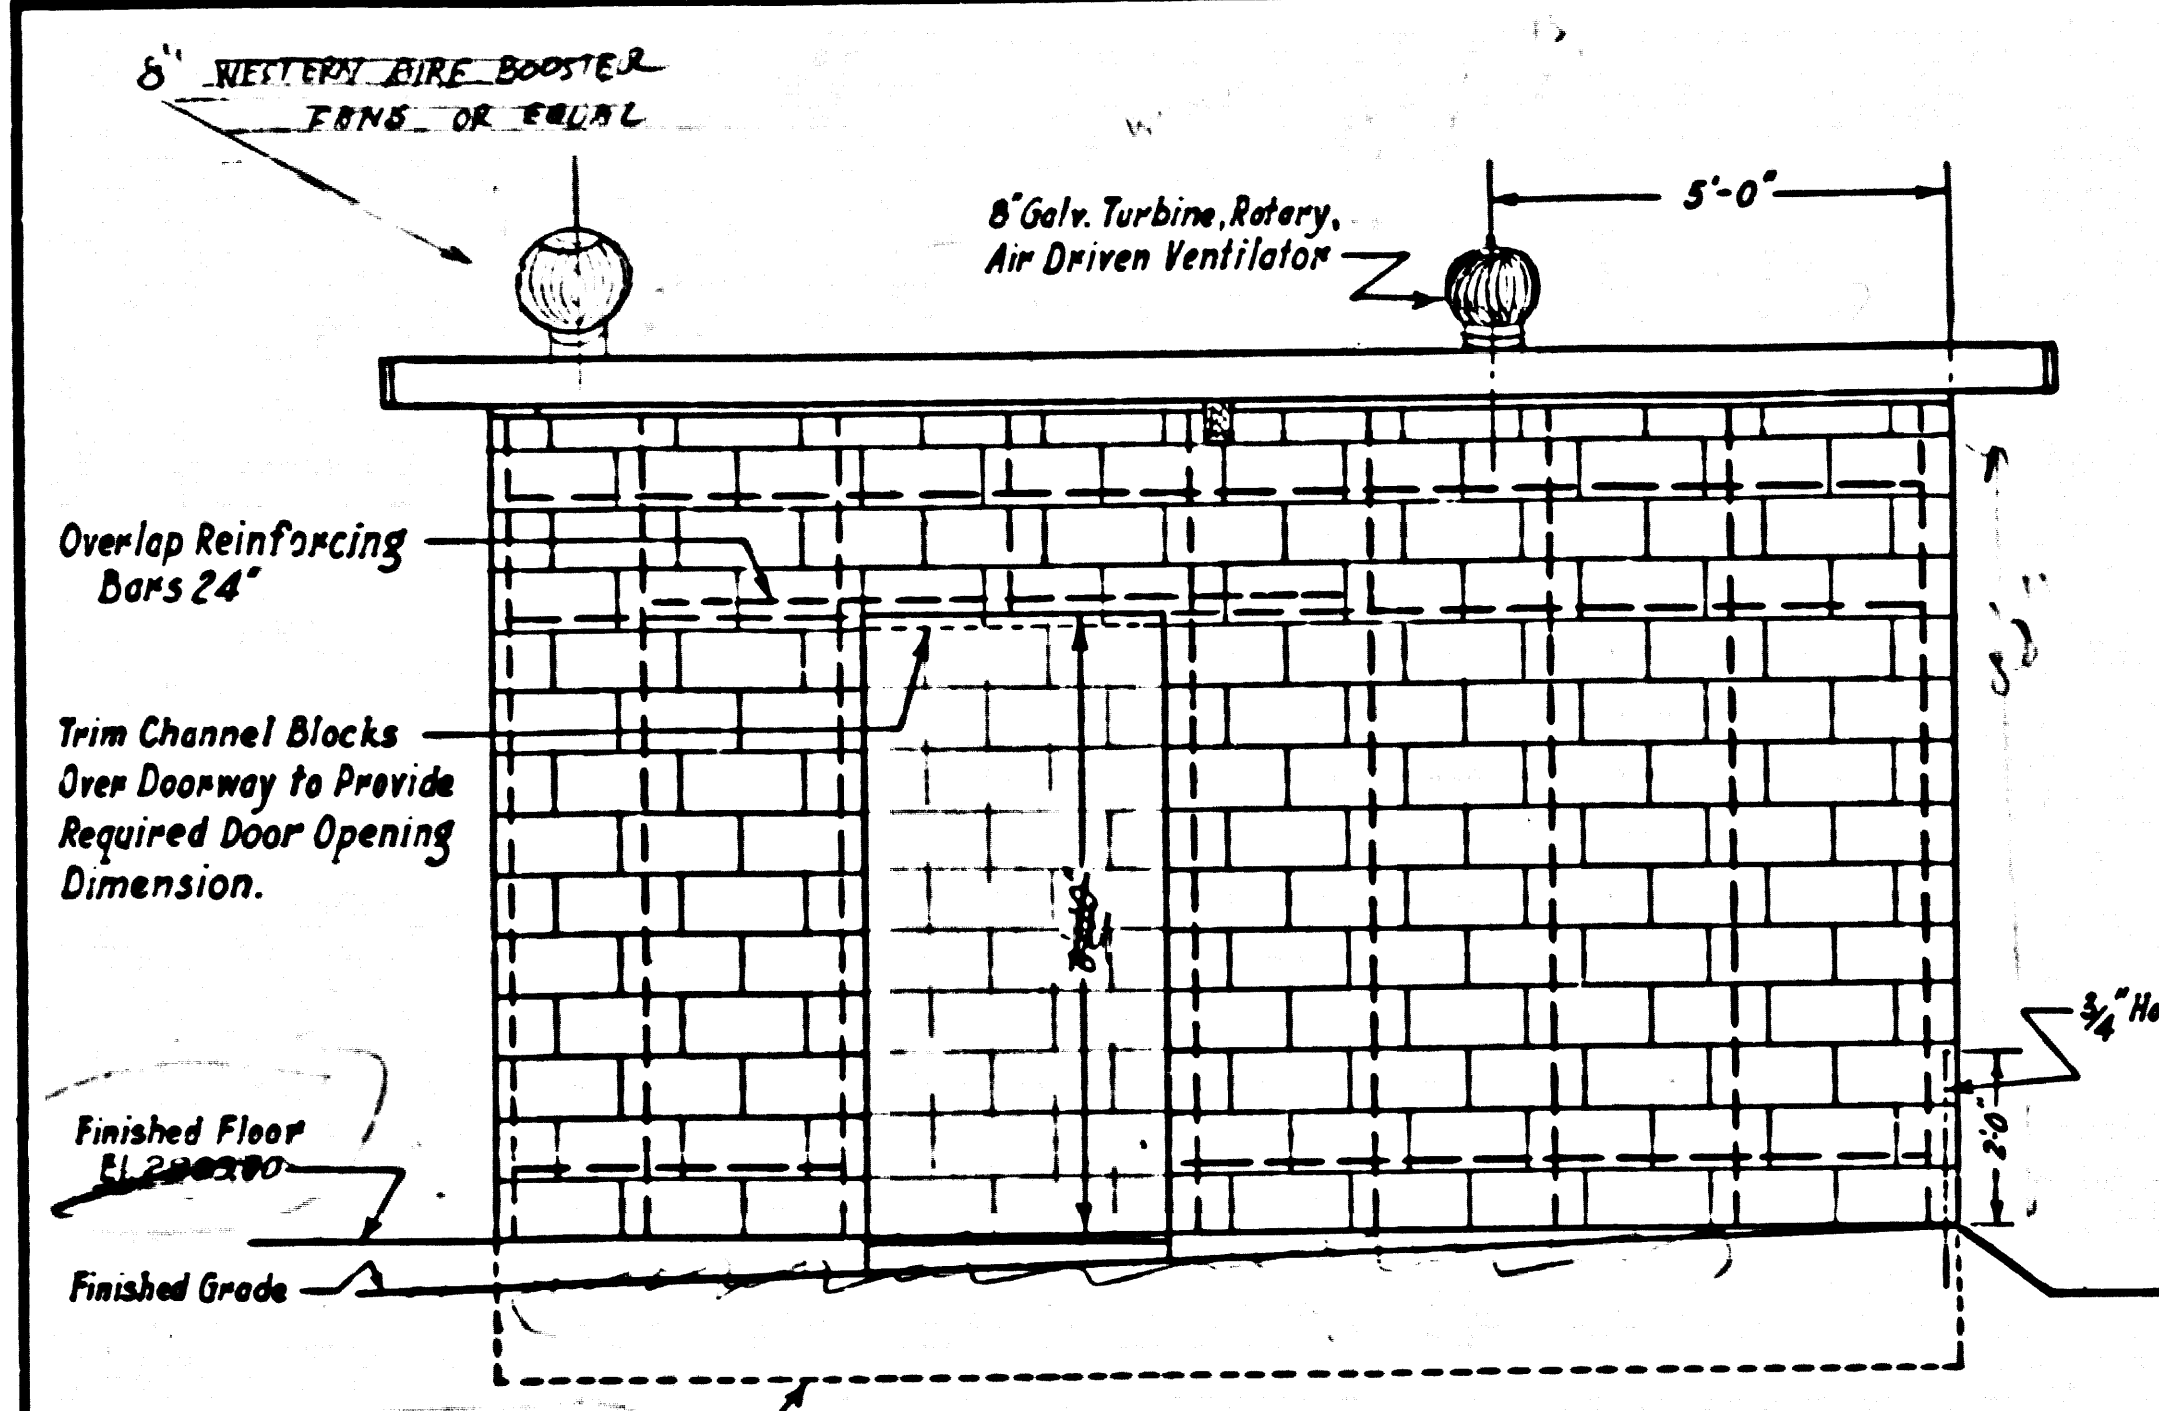 8" WESTERN AIRE BOOSTER
FANS OR EQUAL
5'-0"
8" Galv. Turbine, Rotary,
Air Driven Ventilator
Overlap Reinforcing
Bars 24"
Trim Channel Blocks
Over Doorway to Provide
Required Door Opening
Dimension.
3/4" Ho
2'-0"
Finished Floor
El.
Finished Grade